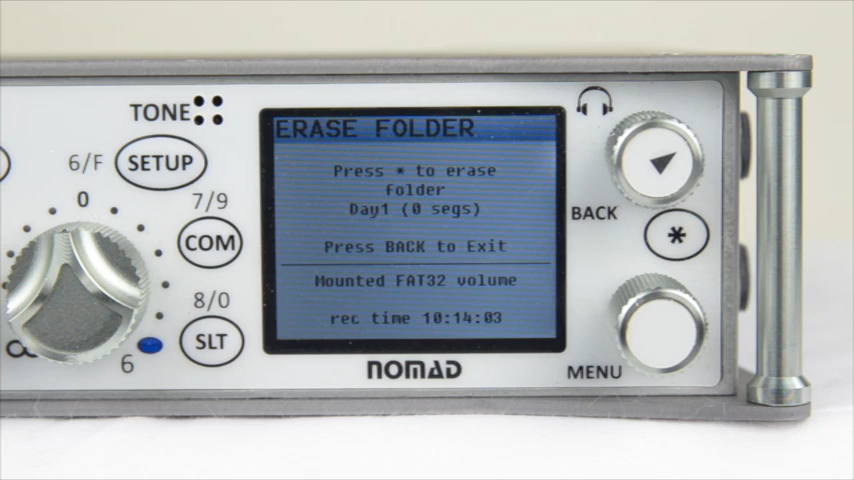 TONE
6/F
SETUP
0
7/9
COM
8/0
SLT
6
∞
ERASE FOLDER
Press * to erase
folder
Day1 (0 segs)
Press BACK to Exit
Mounted FAT32 volume
rec time 10:14:03
NOMAD
BACK
*
MENU